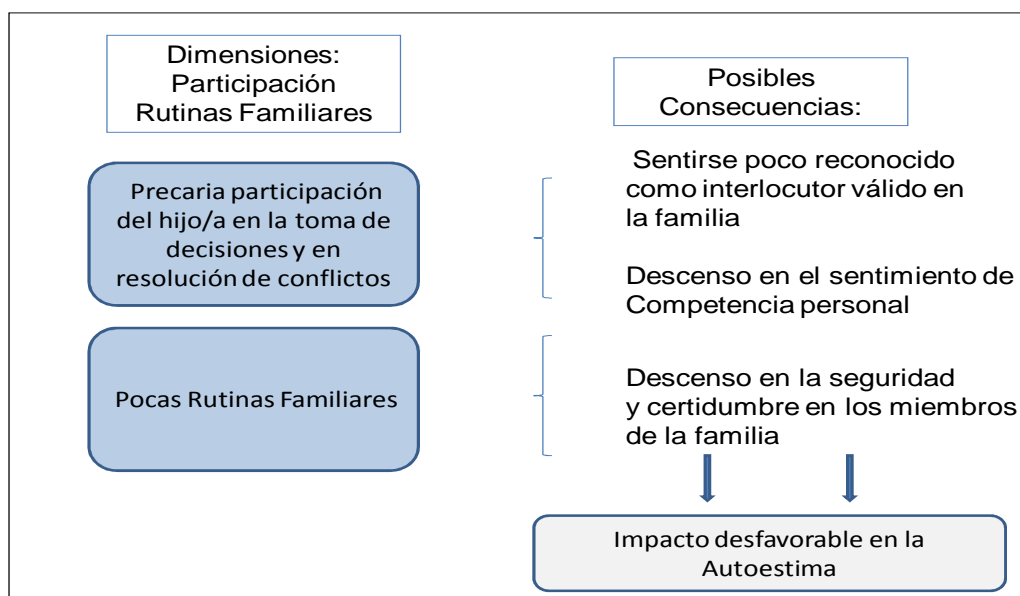 Dimensiones:
Participación
Rutinas Familiares
Precaria participación
del hijo/a en la toma de
decisiones y en
resolución de conflictos
Pocas Rutinas Familiares
Posibles
Consecuencias:
Sentirse poco reconocido
como interlocutor válido en
la familia
Descenso en el sentimiento de
Competencia personal
Descenso en la seguridad
y certidumbre en los miembros
de la familia
Impacto desfavorable en la
Autoestima